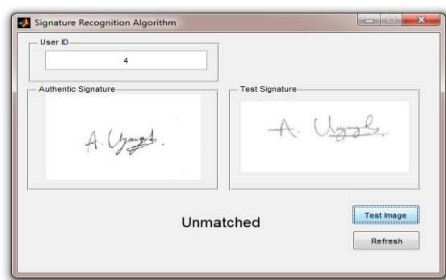 Signature Recognition Algorithm
User ID
4
Authentic Signature
Test Signature
A.
A.
Unmatched
Test Image
Refresh